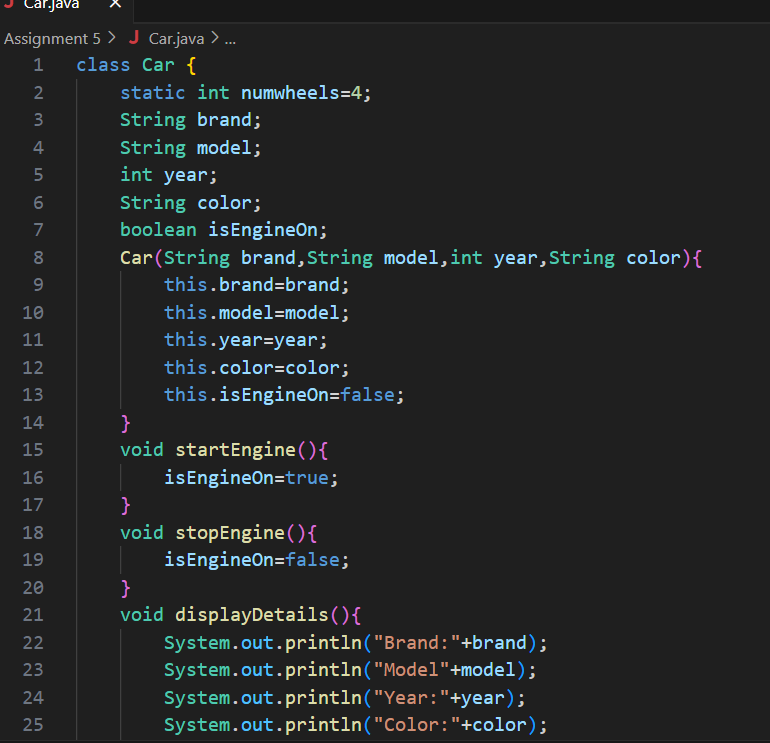 J Car.java ×
Assignment 5 > J Car.java > ...
1 class Car {
2     static int numwheels=4;
3     String brand;
4     String model;
5     int year;
6     String color;
7     boolean isEngineOn;
8     Car(String brand,String model,int year,String color){
9         this.brand=brand;
10         this.model=model;
11         this.year=year;
12         this.color=color;
13         this.isEngineOn=false;
14     }
15     void startEngine(){
16         isEngineOn=true;
17     }
18     void stopEngine(){
19         isEngineOn=false;
20     }
21     void displayDetails(){
22         System.out.println("Brand:"+brand);
23         System.out.println("Model"+model);
24         System.out.println("Year:"+year);
25         System.out.println("Color:"+color);